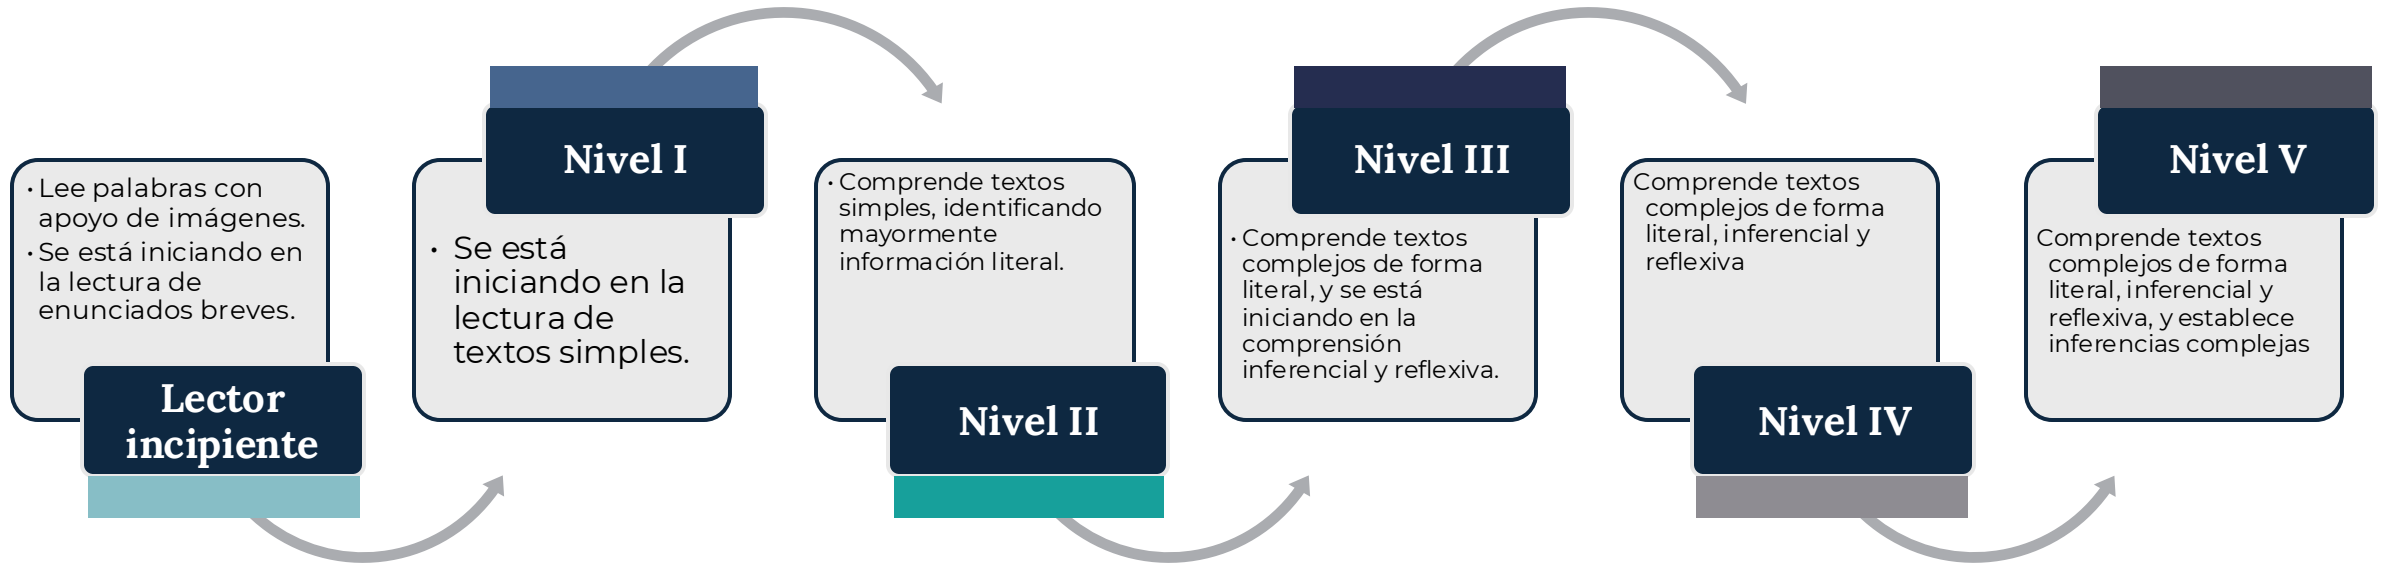 • Lee palabras con
apoyo de imágenes.
• Se está iniciando en
la lectura de
enunciados breves.
Lector
incipiente
Nivel I
• Se está
iniciando en la
lectura de
textos simples.
• Comprende textos
simples, identificando
mayormente
información literal.
Nivel II
Nivel III
• Comprende textos
complejos de forma
literal, y se está
iniciando en la
comprensión
inferencial y reflexiva.
Comprende textos
complejos de forma
literal, inferencial y
reflexiva
Nivel IV
Nivel V
Comprende textos
complejos de forma
literal, inferencial y
reflexiva, y establece
inferencias complejas